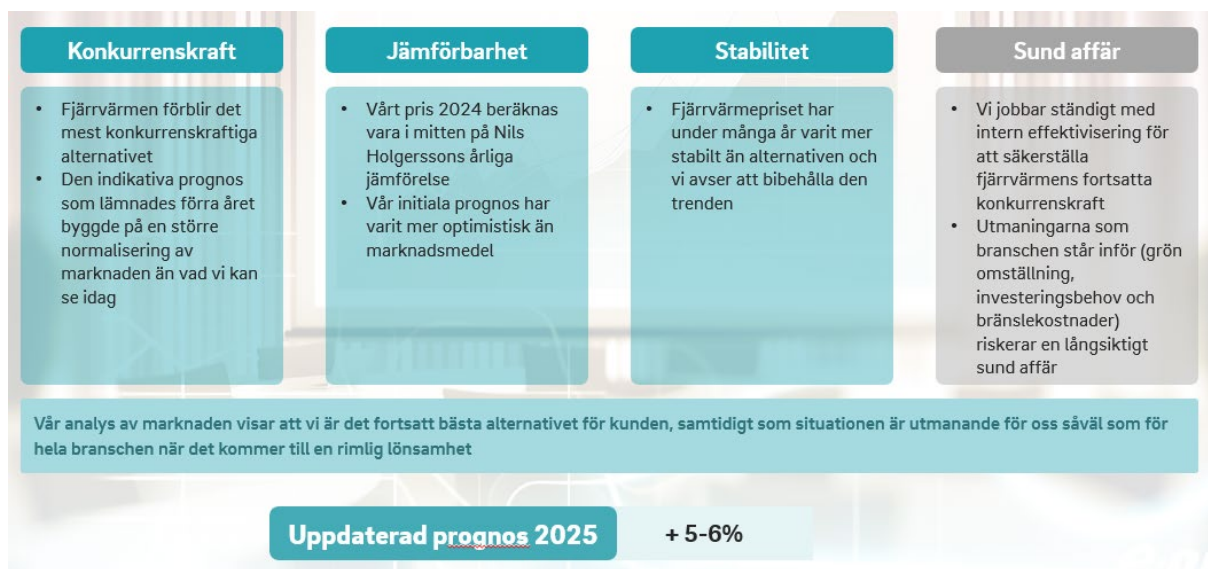 Konkurrenskraft
• Fjärrvärmen förblir det
mest konkurrenskraftiga
alternativet
• Den indikativa prognos
som lämnades förra året
byggde på en större
normalisering av
marknaden än vad vi kan
se idag
Jämförbarhet
• Vårt pris 2024 beräknas
vara i mitten på Nils
Holgerssons årliga
jämförelse
• Vår initiala prognos har
varit mer optimistisk än
marknadsmedel
Stabilitet
• Fjärrvärmepriset har
under många år varit mer
stabilt än alternativen och
vi avser att bibehålla den
trenden
Sund affär
• Vi jobbar ständigt med
intern effektivisering för
att säkerställa
fjärrvärmens fortsatta
konkurrenskraft
• Utmaningarna som
branschen står inför (grön
omställning,
investeringsbehov och
bränslekostnader)
riskerar en långsiktigt
sund affär
Vår analys av marknaden visar att vi är det fortsatt bästa alternativet för kunden, samtidigt som situationen är utmanande för oss såväl som för
hela branschen när det kommer till en rimlig lönsamhet
Uppdaterad prognos 2025
+ 5-6%